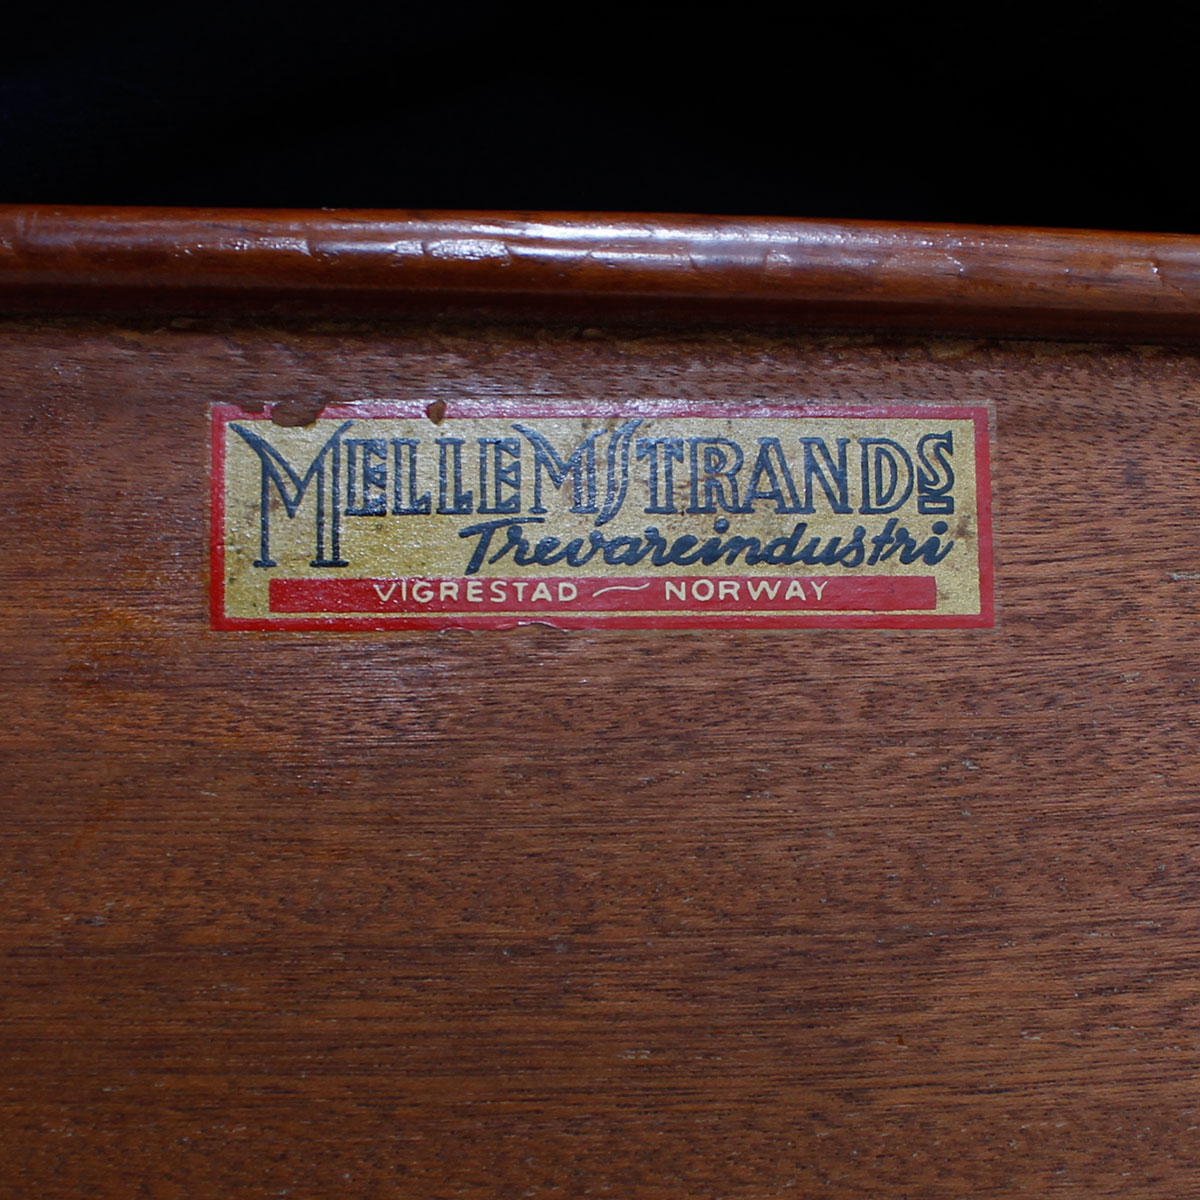 MELLEMSTRANDS
Trevareindustri
VIGRESTAD ~ NORWAY